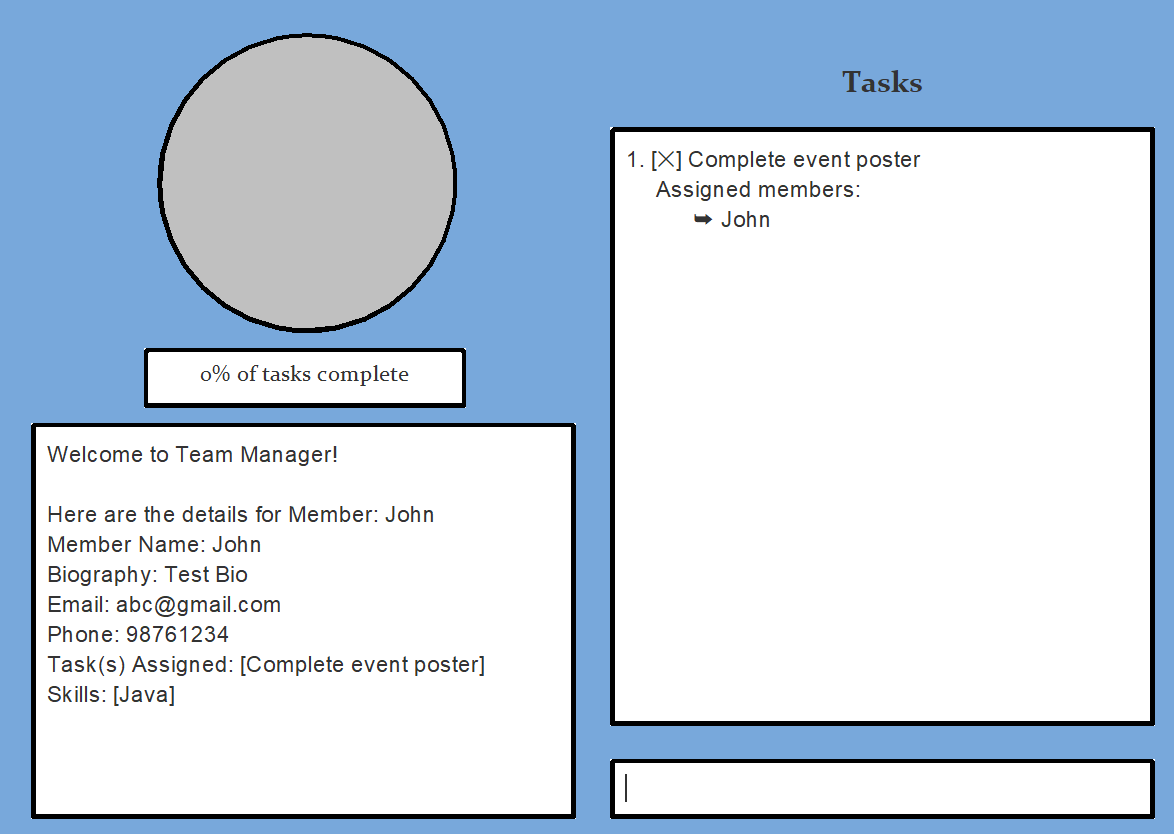 0% of tasks complete
Welcome to Team Manager!
Here are the details for Member: John
Member Name: John
Biography: Test Bio
Email: abc@gmail.com
Phone: 98761234
Task(s) Assigned: [Complete event poster]
Skills: [Java]
Tasks
1. [✕] Complete event poster
Assigned members:
➥ John